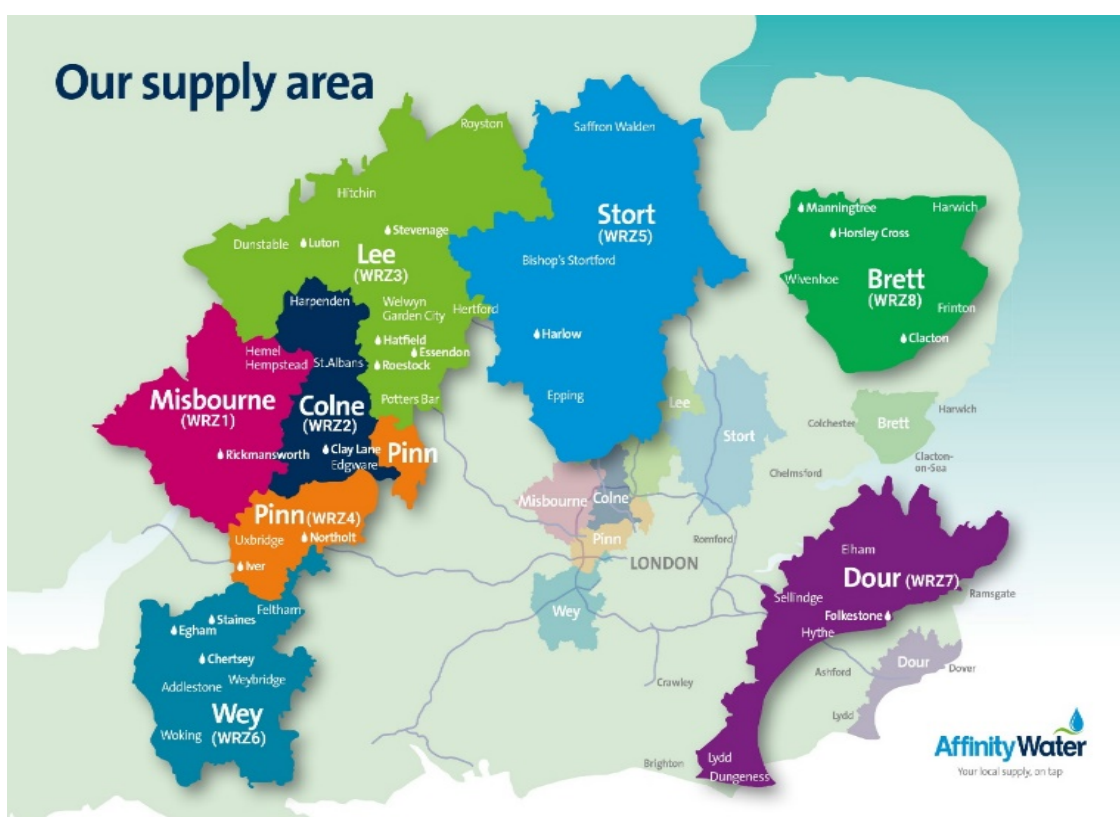 Our supply area
Royston
Saffron Walden
Hitchin
Stort
(WRZ5)
Manningtree
Harwich
Dunstable
Luton
Stevenage
Horsley Cross
Lee
(WRZ3)
Bishop's Stortford
Wivenhoe
Brett
(WRZ8)
Harpenden
Welwyn
Garden City
Hertford
Frinton
Harlow
Clacton
Hatfield
Essendon
Roestock
Hemel
Hempstead
St.Albans
Misbourne
(WRZ1)
Colne
(WRZ2)
Potters Bar
Epping
Lee
Stort
Colchester
Brett
Harwich
Rickmansworth
Clay Lane
Edgware
Pinn
Clacton-
on-Sea
Chelmsford
Misbourne
Colne
Pinn
Pinn (WRZ4)
Uxbridge
Northolt
Iver
Romford
LONDON
Elham
Dour (WRZ7)
Sellindge
Ramsgate
Folkestone
Hythe
Feltham
Staines
Egham
Wey
Chertsey
Addlestone
Weybridge
Wey
(WRZ6)
Woking
Crawley
Ashford
Dour
Dover
Lydd
Brighton
Lydd
Dungeness
Affinity Water
Your local supply, on tap